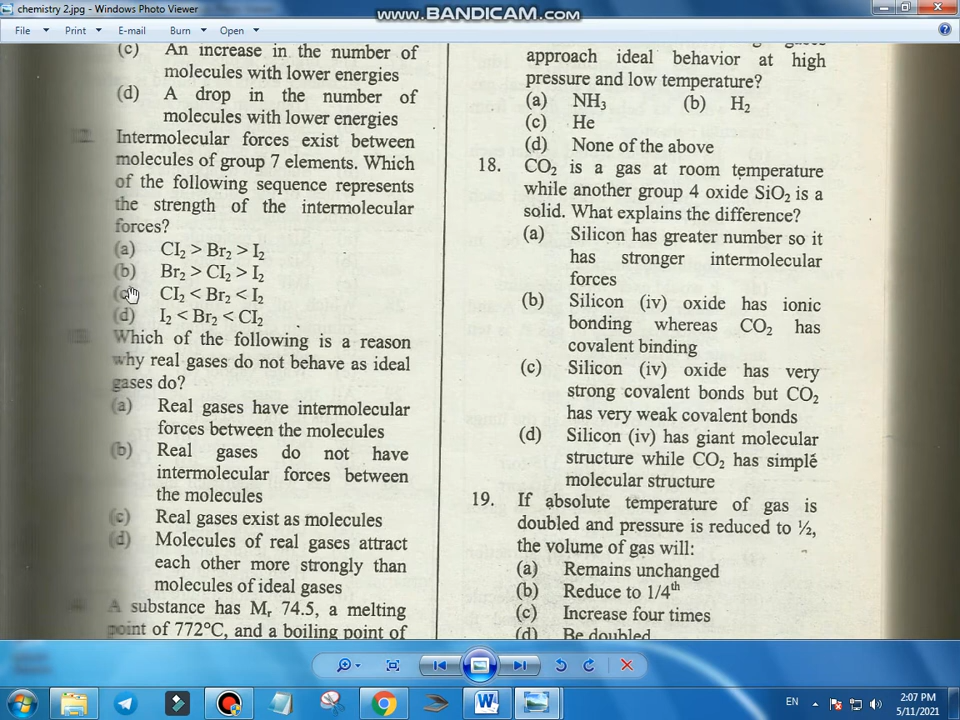 chemistry 2.jpg - Windows Photo Viewer
www.BANDICAM.com
File Print E-mail Burn Open
(c) An increase in the number of
molecules with lower energies
(d) A drop in the number of
molecules with lower energies
Intermolecular forces exist between
molecules of group 7 elements. Which
of the following sequence represents
the strength of the intermolecular
forces?
(a) CI₂ > Br₂ > I₂
(b) Br₂ > CI₂ > I₂
CI₂ < Br₂ < I₂
(d) I₂ < Br₂ < CI₂
Which of the following is a reason
why real gases do not behave as ideal
gases do?
(a) Real gases have intermolecular
forces between the molecules
(b) Real gases do not have
intermolecular forces between
the molecules
(c) Real gases exist as molecules
(d) Molecules of real gases attract
each other more strongly than
molecules of ideal gases
A substance has Mᵣ 74.5, a melting
point of 772°C, and a boiling point of
approach ideal behavior at high
pressure and low temperature?
(a) NH₃ (b) H₂
(c) He
(d) None of the above
18. CO₂ is a gas at room temperature
while another group 4 oxide SiO₂ is a
solid. What explains the difference?
(a) Silicon has greater number so it
has stronger intermolecular
forces
(b) Silicon (iv) oxide has ionic
bonding whereas CO₂ has
covalent binding
(c) Silicon (iv) oxide has very
strong covalent bonds but CO₂
has very weak covalent bonds
(d) Silicon (iv) has giant molecular
structure while CO₂ has simple
molecular structure
19. If absolute temperature of gas is
doubled and pressure is reduced to ½,
the volume of gas will:
(a) Remains unchanged
(b) Reduce to 1/4th
(c) Increase four times
(d) Be doubled
EN
2:07 PM
5/11/2021